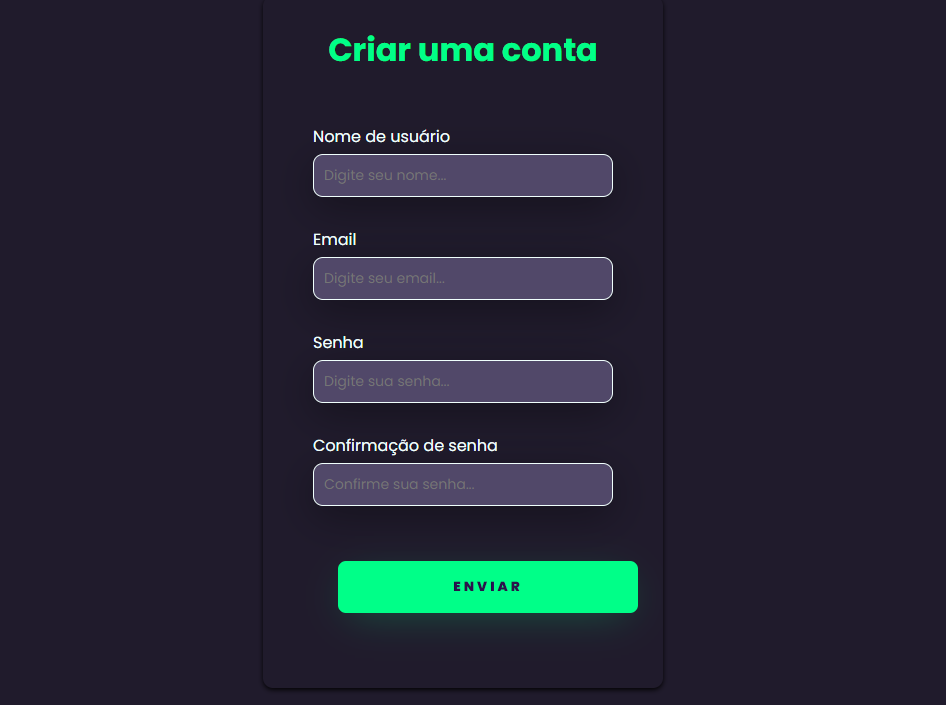 Criar uma conta
Nome de usuário
Digite seu nome...
Email
Digite seu email...
Senha
Digite sua senha...
Confirmação de senha
Confirme sua senha...
ENVIAR